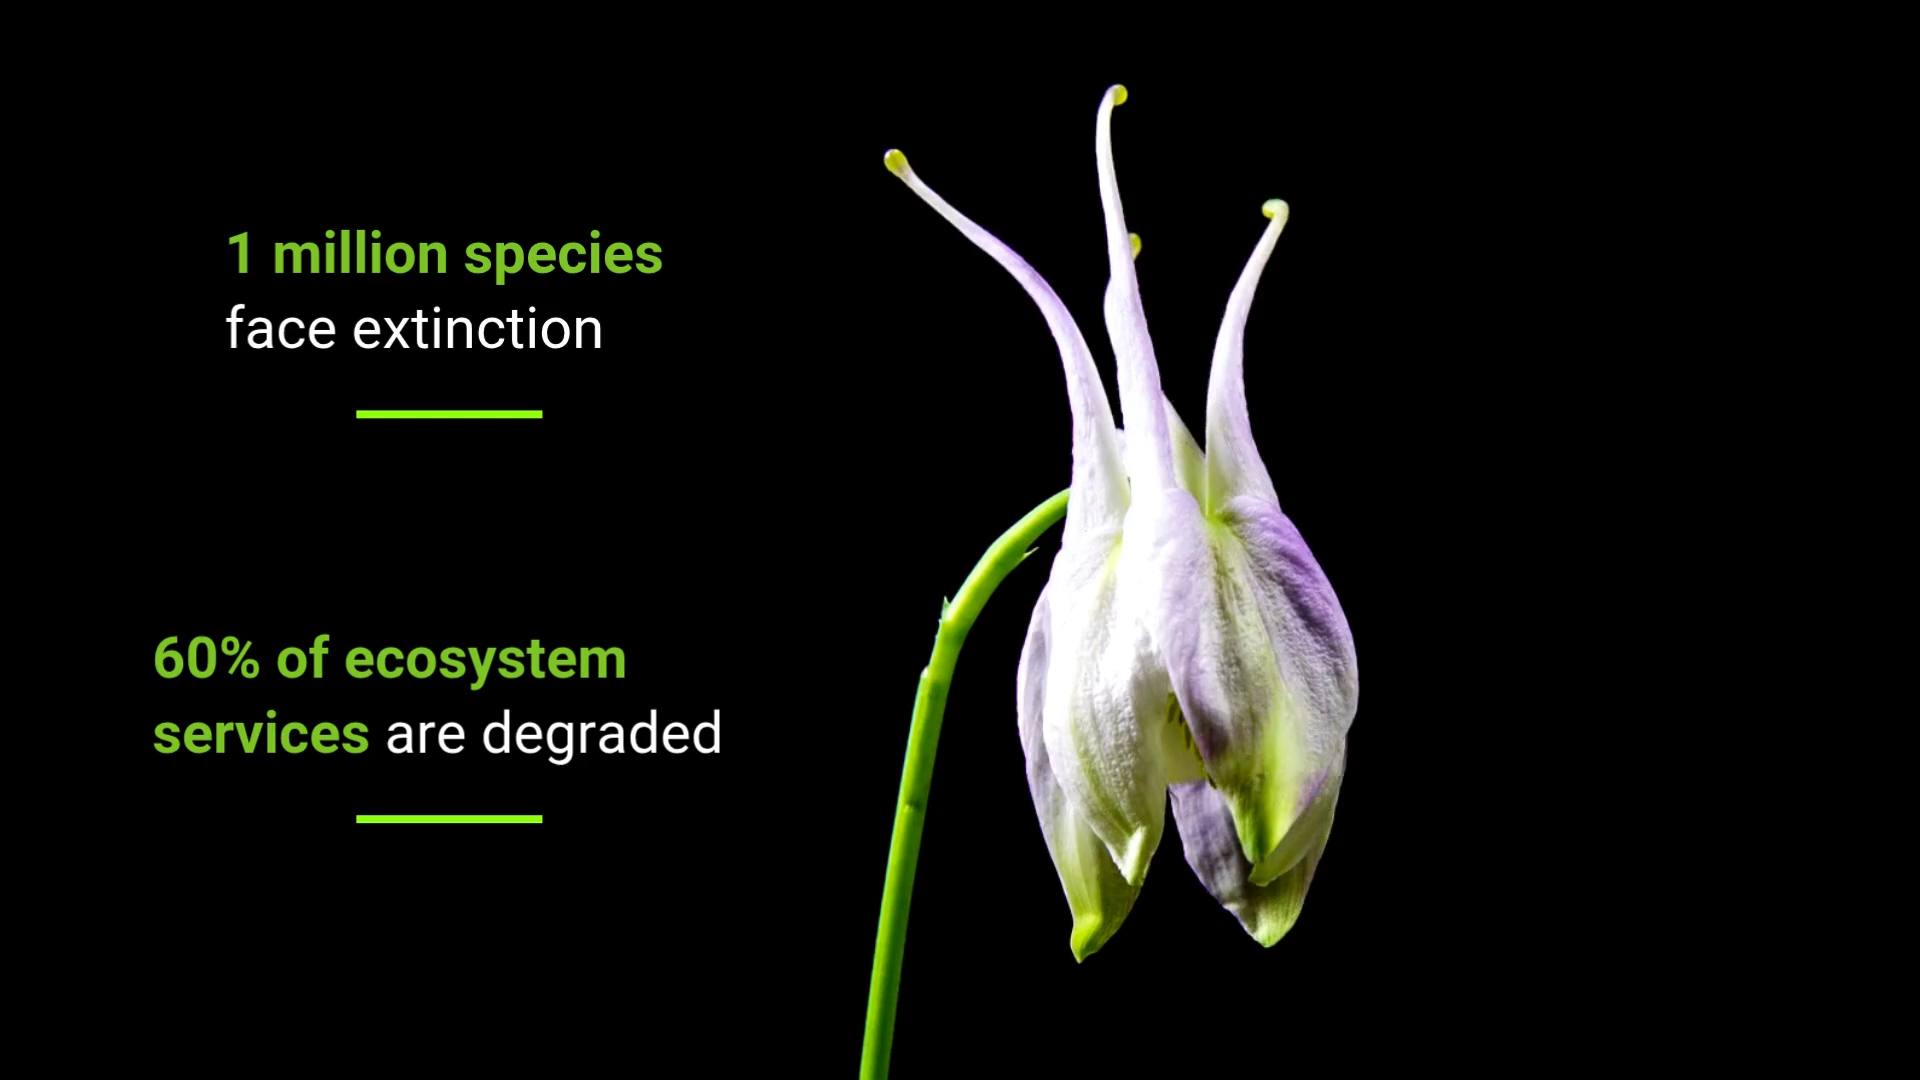 1 million species
face extinction
60% of ecosystem
services are degraded